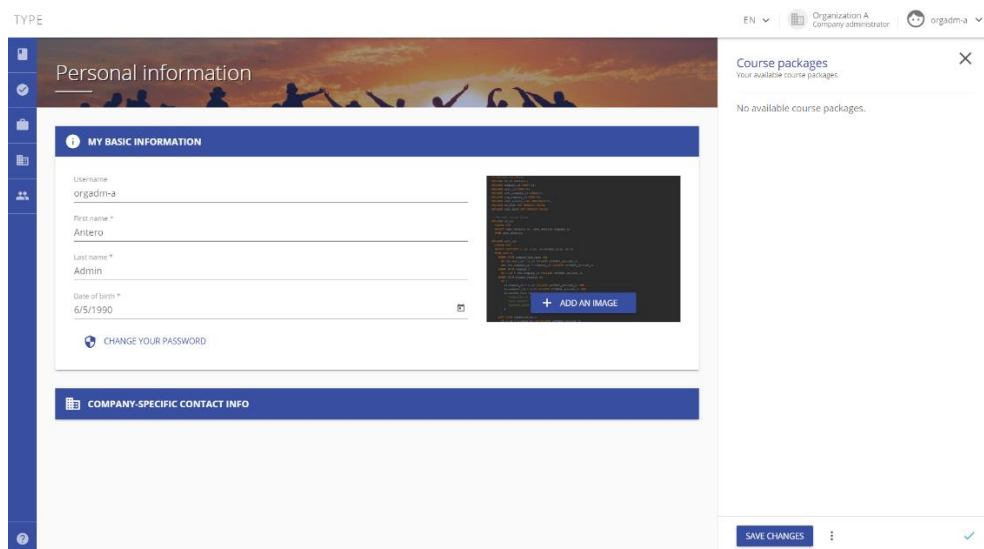 TYPE
EN
Organization A
Company administrator
orgadm-a
Personal information
MY BASIC INFORMATION
Username
orgadm-a
First name *
Antero
Last name *
Admin
Date of birth *
6/5/1990
ADD AN IMAGE
CHANGE YOUR PASSWORD
COMPANY-SPECIFIC CONTACT INFO
Course packages
Your available course packages
No available course packages.
SAVE CHANGES